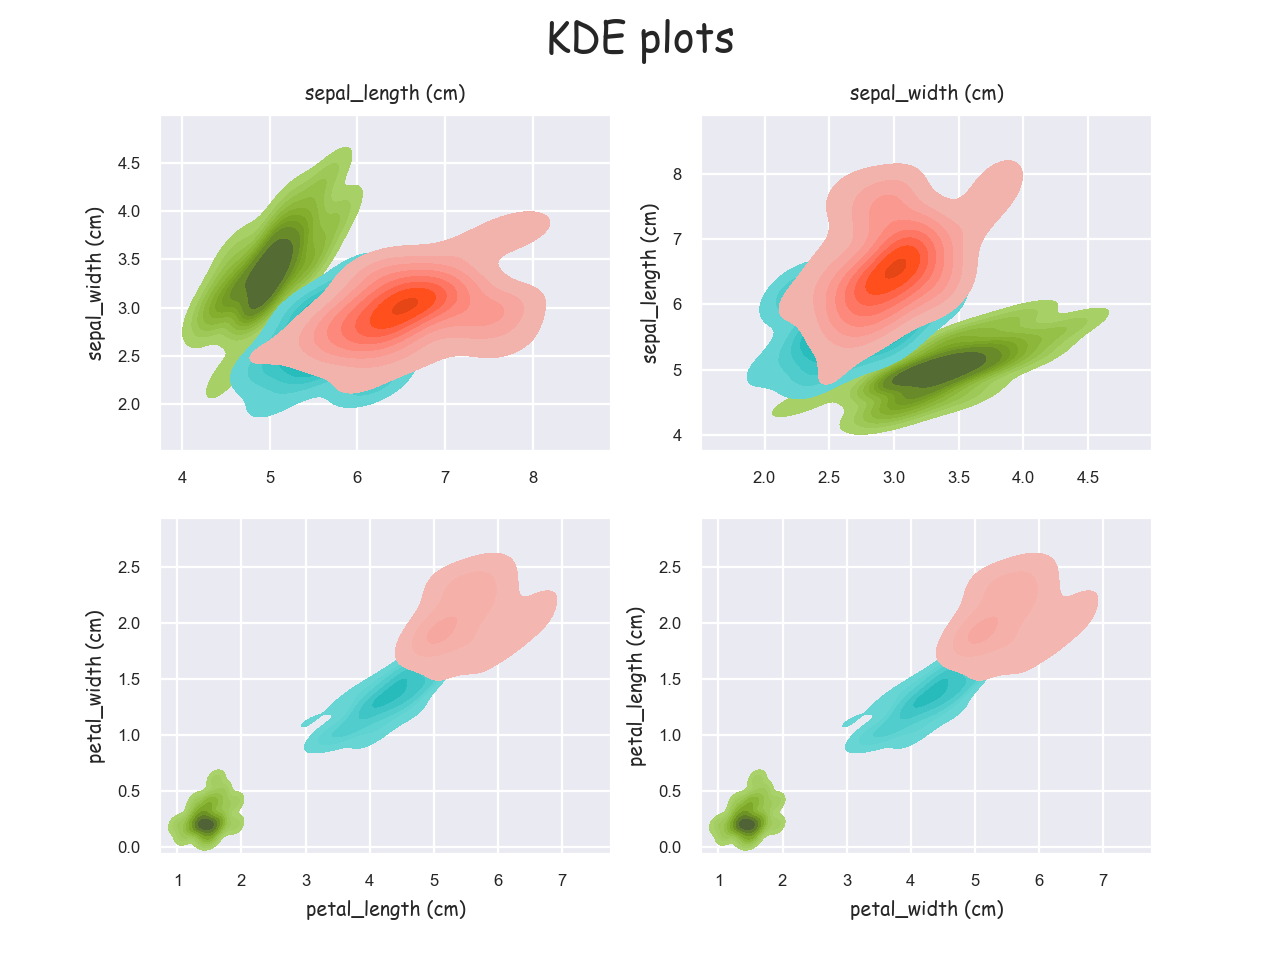 KDE plots
sepal_length (cm)
sepal_width (cm)
sepal_width (cm)
4.5
4.0
3.5
3.0
2.5
2.0
4 5 6 7 8
sepal_length (cm)
8
7
6
5
4
2.0 2.5 3.0 3.5 4.0 4.5
petal_width (cm)
2.5
2.0
1.5
1.0
0.5
0.0
1 2 3 4 5 6 7
petal_length (cm)
petal_length (cm)
2.5
2.0
1.5
1.0
0.5
0.0
1 2 3 4 5 6 7
petal_width (cm)